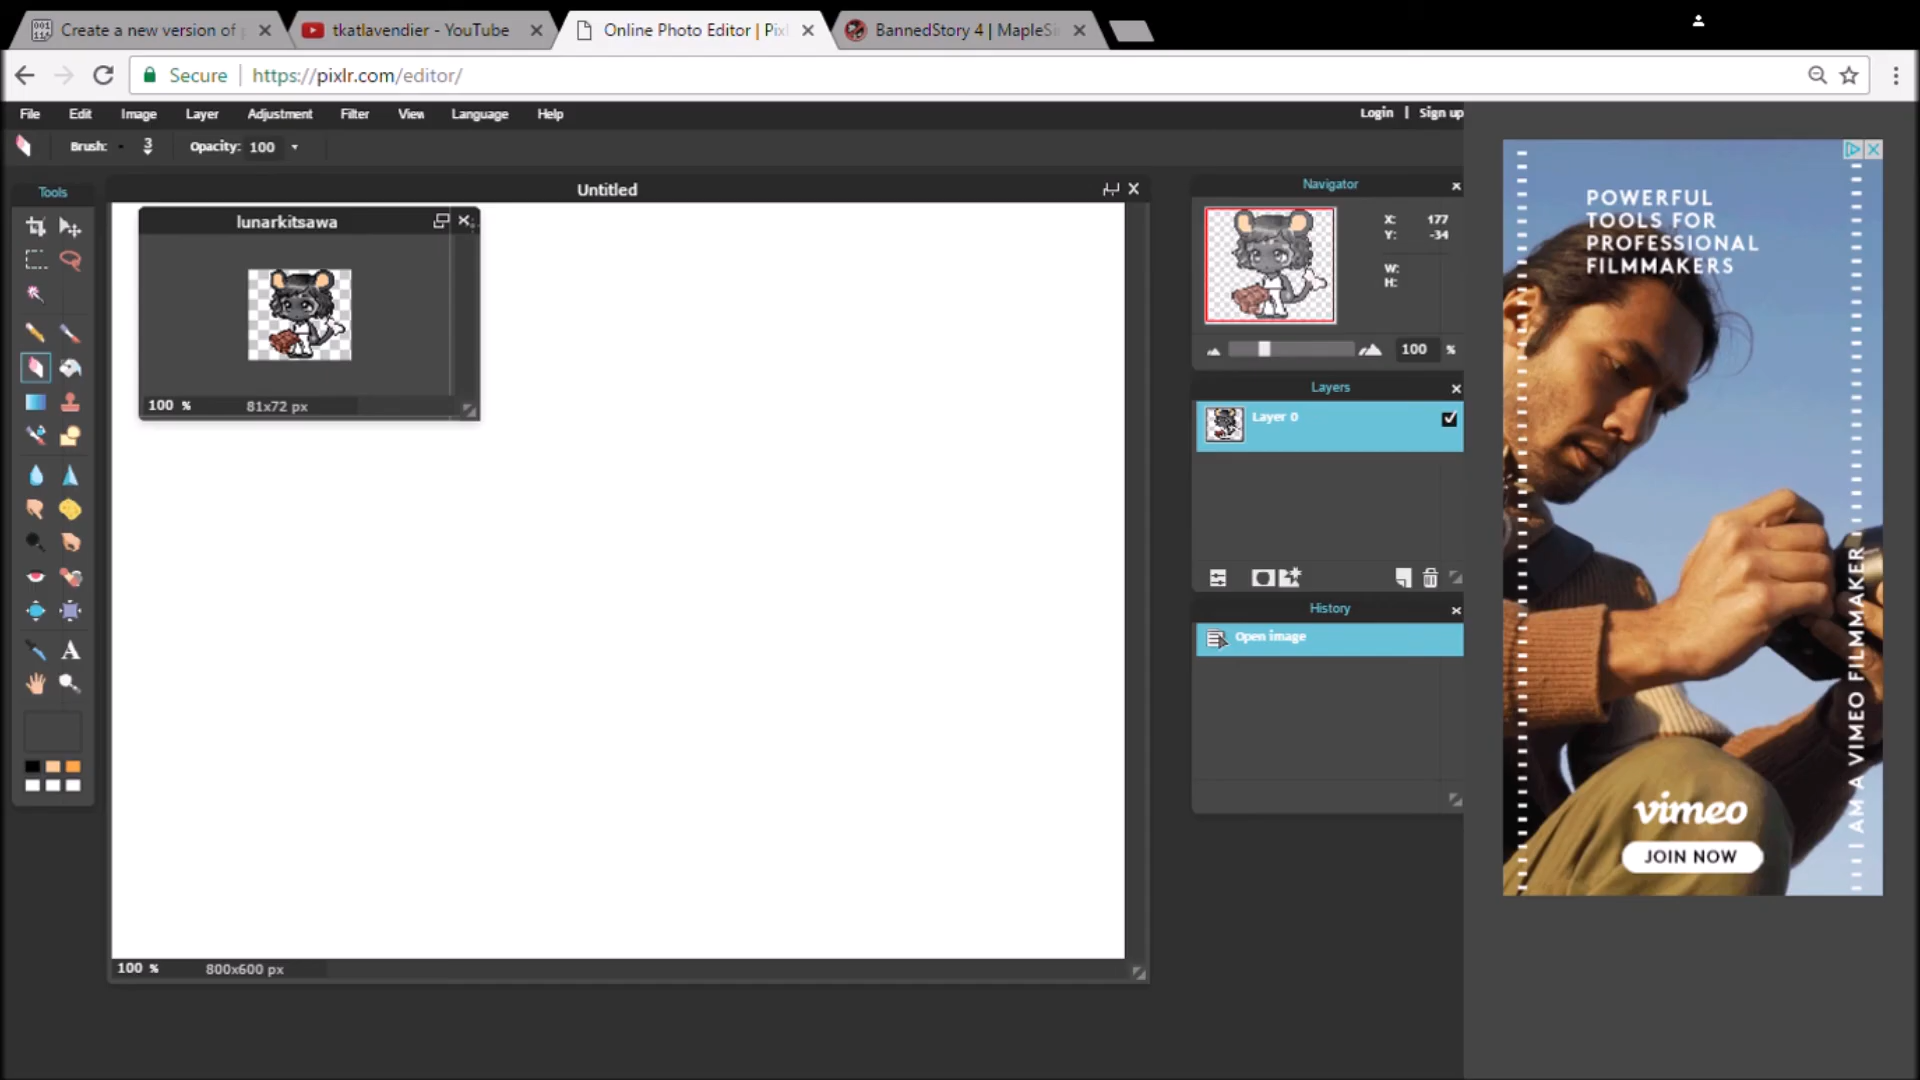 Create a new version of
tkatlavendier - YouTube
Online Photo Editor | Pixl
BannedStory 4 | MapleSi
Secure
https://pixlr.com/editor/
File
Edit
Image
Layer
Adjustment
Filter
View
Language
Help
Login | Sign up
Brush:
3
Opacity: 100
Tools
Untitled
lunarkitsawa
100 %
81x72 px
100 %
800x600 px
Navigator
X: 177
Y: -34
W:
H:
100 %
Layers
Layer 0
History
Open image
POWERFUL
TOOLS FOR
PROFESSIONAL
FILMMAKERS
I AM A VIMEO FILMMAKER
vimeo
JOIN NOW